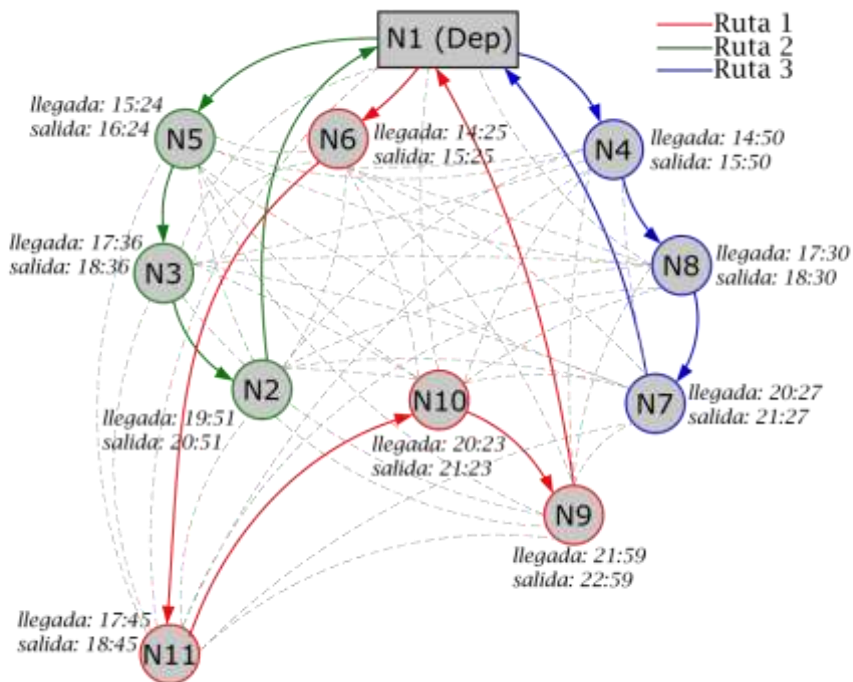 N1 (Dep)
Ruta 1
Ruta 2
Ruta 3
llegada: 15:24
salida: 16:24
N5
N6
llegada: 14:25
salida: 15:25
N4
llegada: 14:50
salida: 15:50
llegada: 17:36
salida: 18:36
N3
N8
llegada: 17:30
salida: 18:30
N2
llegada: 19:51
salida: 20:51
N10
llegada: 20:23
salida: 21:23
N7
llegada: 20:27
salida: 21:27
N9
llegada: 21:59
salida: 22:59
llegada: 17:45
salida: 18:45
N11